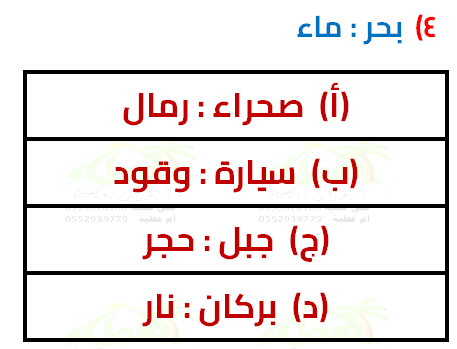 ٤) بحر : ماء
(أ) صحراء : رمال
(ب) سيارة : وقود
(ج) جبل : حجر
0552939779 أم عطية
0552939779 أم عطية
(د) بركان : نار